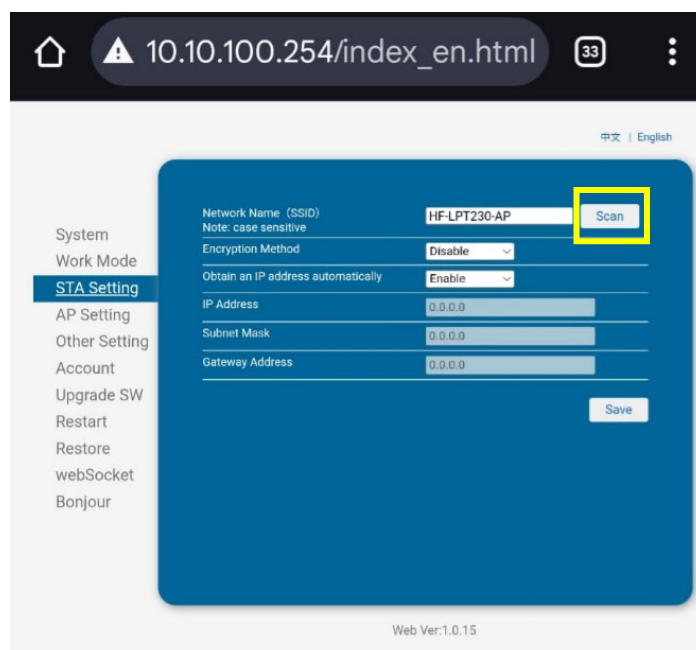 10.10.100.254/index_en.html
33
中文 | English
System
Work Mode
STA Setting
AP Setting
Other Setting
Account
Upgrade SW
Restart
Restore
webSocket
Bonjour
Network Name（SSID) HF-LPT230-AP Scan
Note: case sensitive
Encryption Method Disable
Obtain an IP address automatically Enable
IP Address 0.0.0.0
Subnet Mask 0.0.0.0
Gateway Address 0.0.0.0
Save
Web Ver:1.0.15